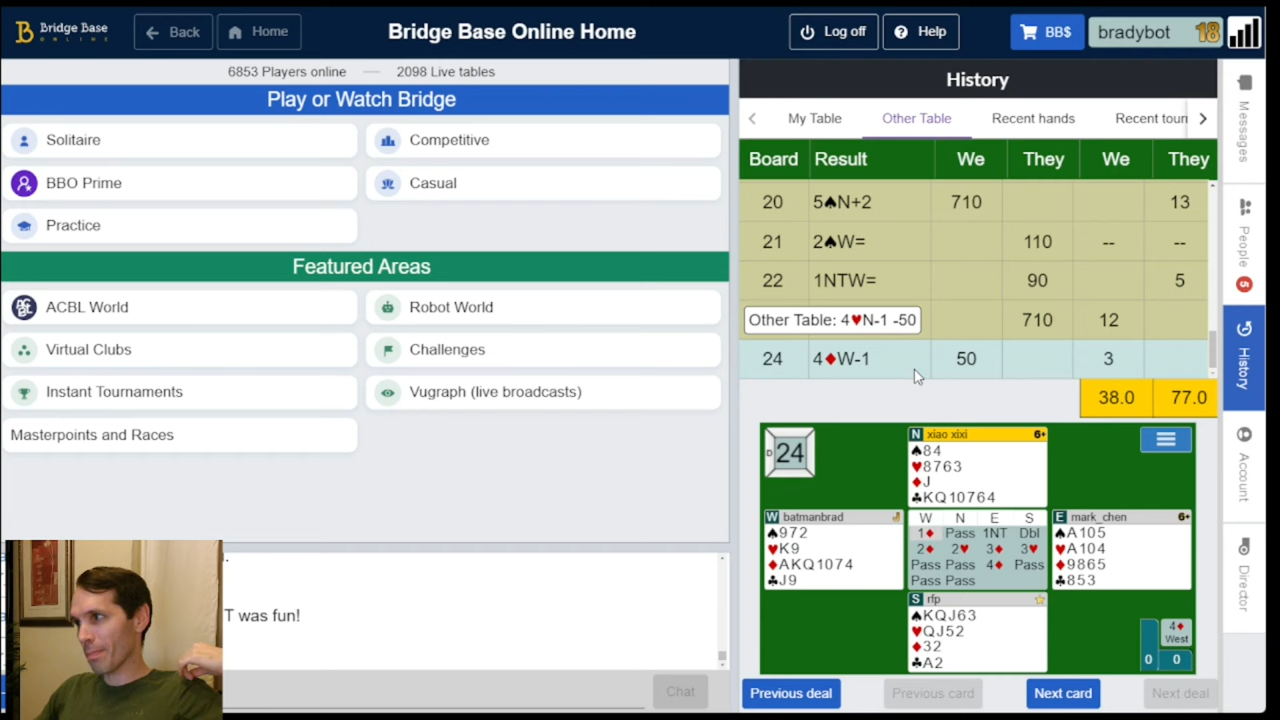 Bridge Base
ONLINE
Back
Home
Bridge Base Online Home
Log off
Help
BB$
bradybot
18
6853 Players online — 2098 Live tables
Play or Watch Bridge
Solitaire
Competitive
BBO Prime
Casual
Practice
Featured Areas
ACBL World
Robot World
Virtual Clubs
Challenges
Instant Tournaments
Vugraph (live broadcasts)
Masterpoints and Races
T was fun!
Chat
History
My Table
Other Table
Recent hands
Recent tourn
Board Result We They We They
20 5♠N+2 710 13
21 2♠W= 110 -- --
22 1NTW= 90 5
Other Table: 4♥N-1 -50 710 12
24 4♦W-1 50 3
38.0 77.0
D 24
N xiao xixi 6+
♠84
♥8763
♦J
♣KQ10764
W batmanbrad J
♠972
♥K9
♦AKQ1074
♣J9
W N E S
1♦ Pass 1NT Dbl
2♦ 2♥ 3♦ 3♥
Pass Pass 4♦ Pass
Pass Pass
E mark_chen 6+
♠A105
♥A104
♦9865
♣853
S rfp
♠KQJ63
♥QJ52
♦32
♣A2
4♦
West
0 0
Previous deal
Previous card
Next card
Next deal
Messages
People
5
History
Account
Director